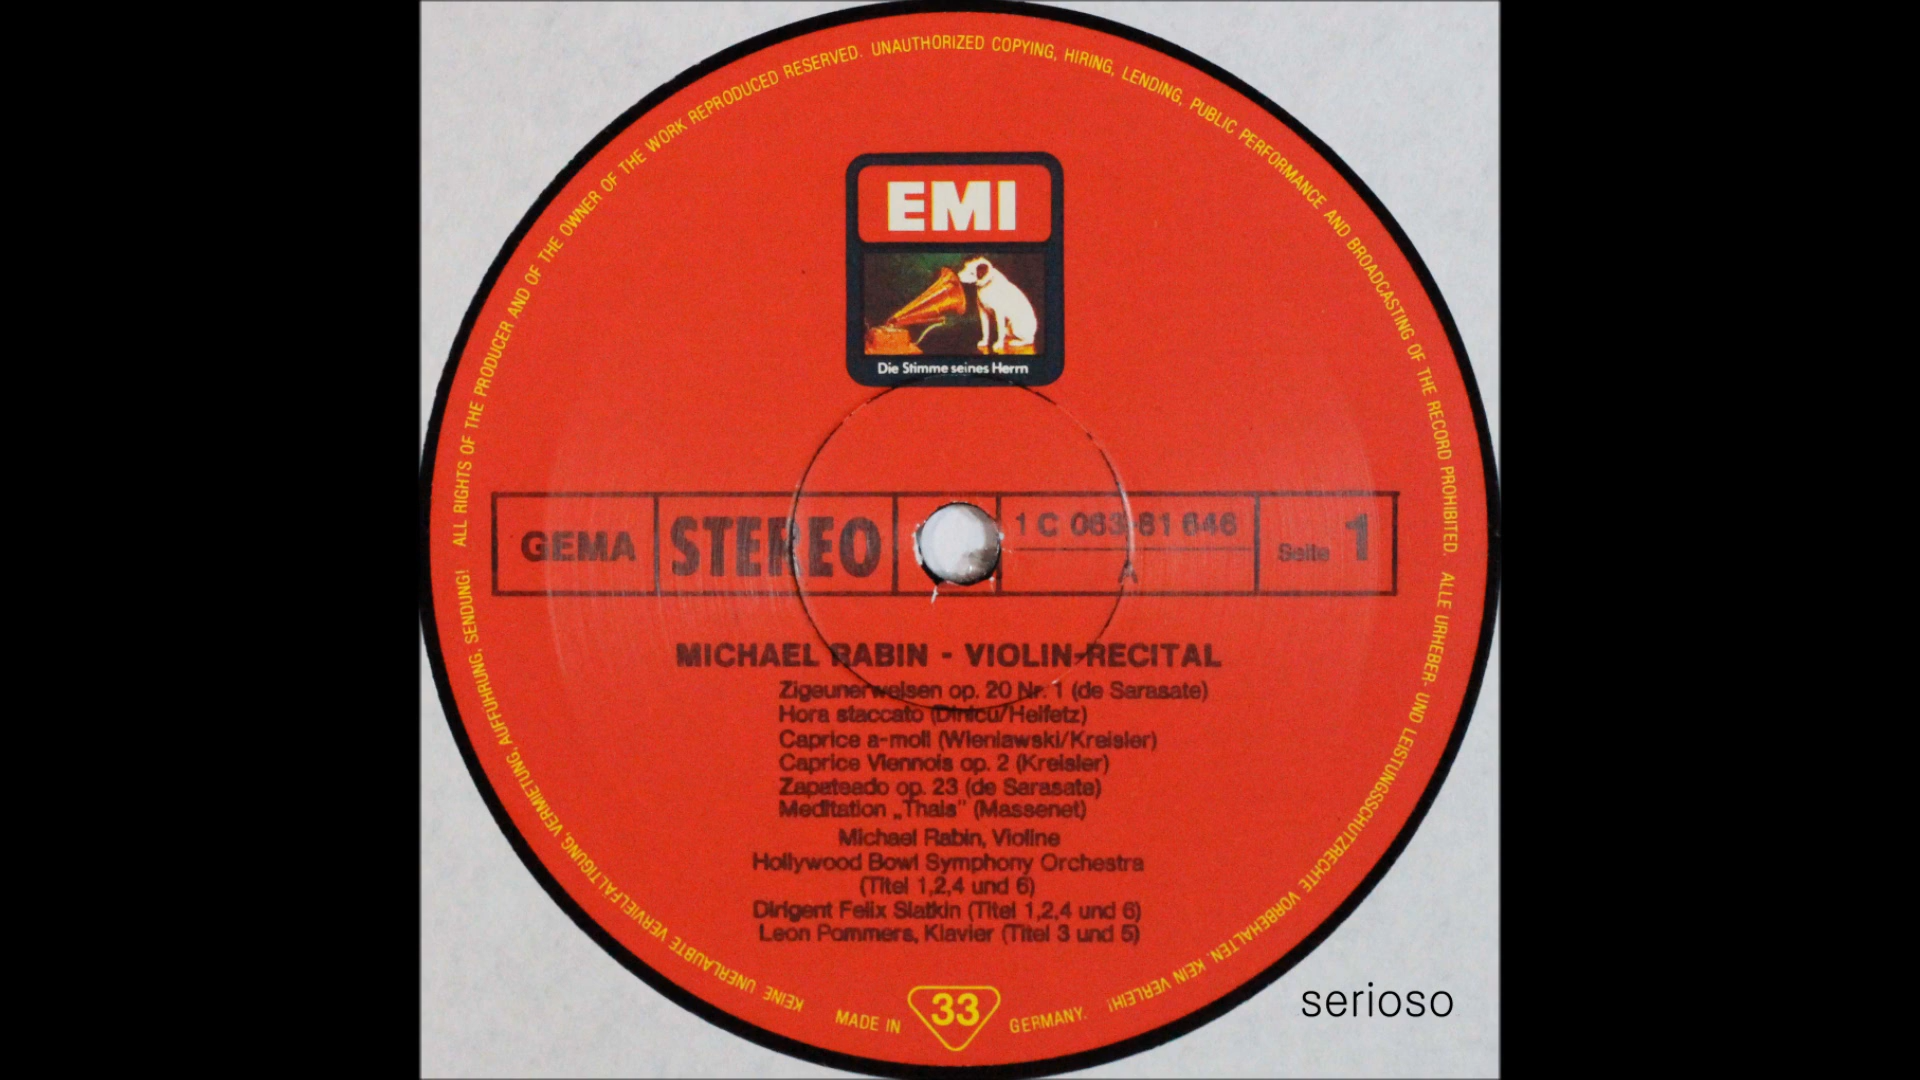 ALL RIGHTS OF THE PRODUCER AND OF THE OWNER OF THE WORK REPRODUCED RESERVED. UNAUTHORIZED COPYING, HIRING, LENDING, PUBLIC PERFORMANCE AND BROADCASTING OF THE RECORD PROHIBITED.
ALLE URHEBER- UND LEISTUNGSSCHUTZRECHTE VORBEHALTEN. KEIN VERLEIH!
KEINE UNERLAUBTE VERVIELFÄLTIGUNG, VERMIETUNG, AUFFÜHRUNG, SENDUNG!
EMI
Die Stimme seines Herrn
GEMA STEREO 1 C 063-81 646 Seite 1
A
MICHAEL RABIN - VIOLIN-RECITAL
Zigeunerweisen op. 20 Nr. 1 (de Sarasate)
Hora staccato (Dinicu/Heifetz)
Caprice a-moll (Wieniawski/Kreisler)
Caprice Viennois op. 2 (Kreisler)
Zapateado op. 23 (de Sarasate)
Meditation „Thais" (Massenet)
Michael Rabin, Violine
Hollywood Bowl Symphony Orchestra
(Titel 1,2,4 und 6)
Dirigent Felix Slatkin (Titel 1,2,4 und 6)
Leon Pommers, Klavier (Titel 3 und 5)
MADE IN 33 GERMANY.
serioso